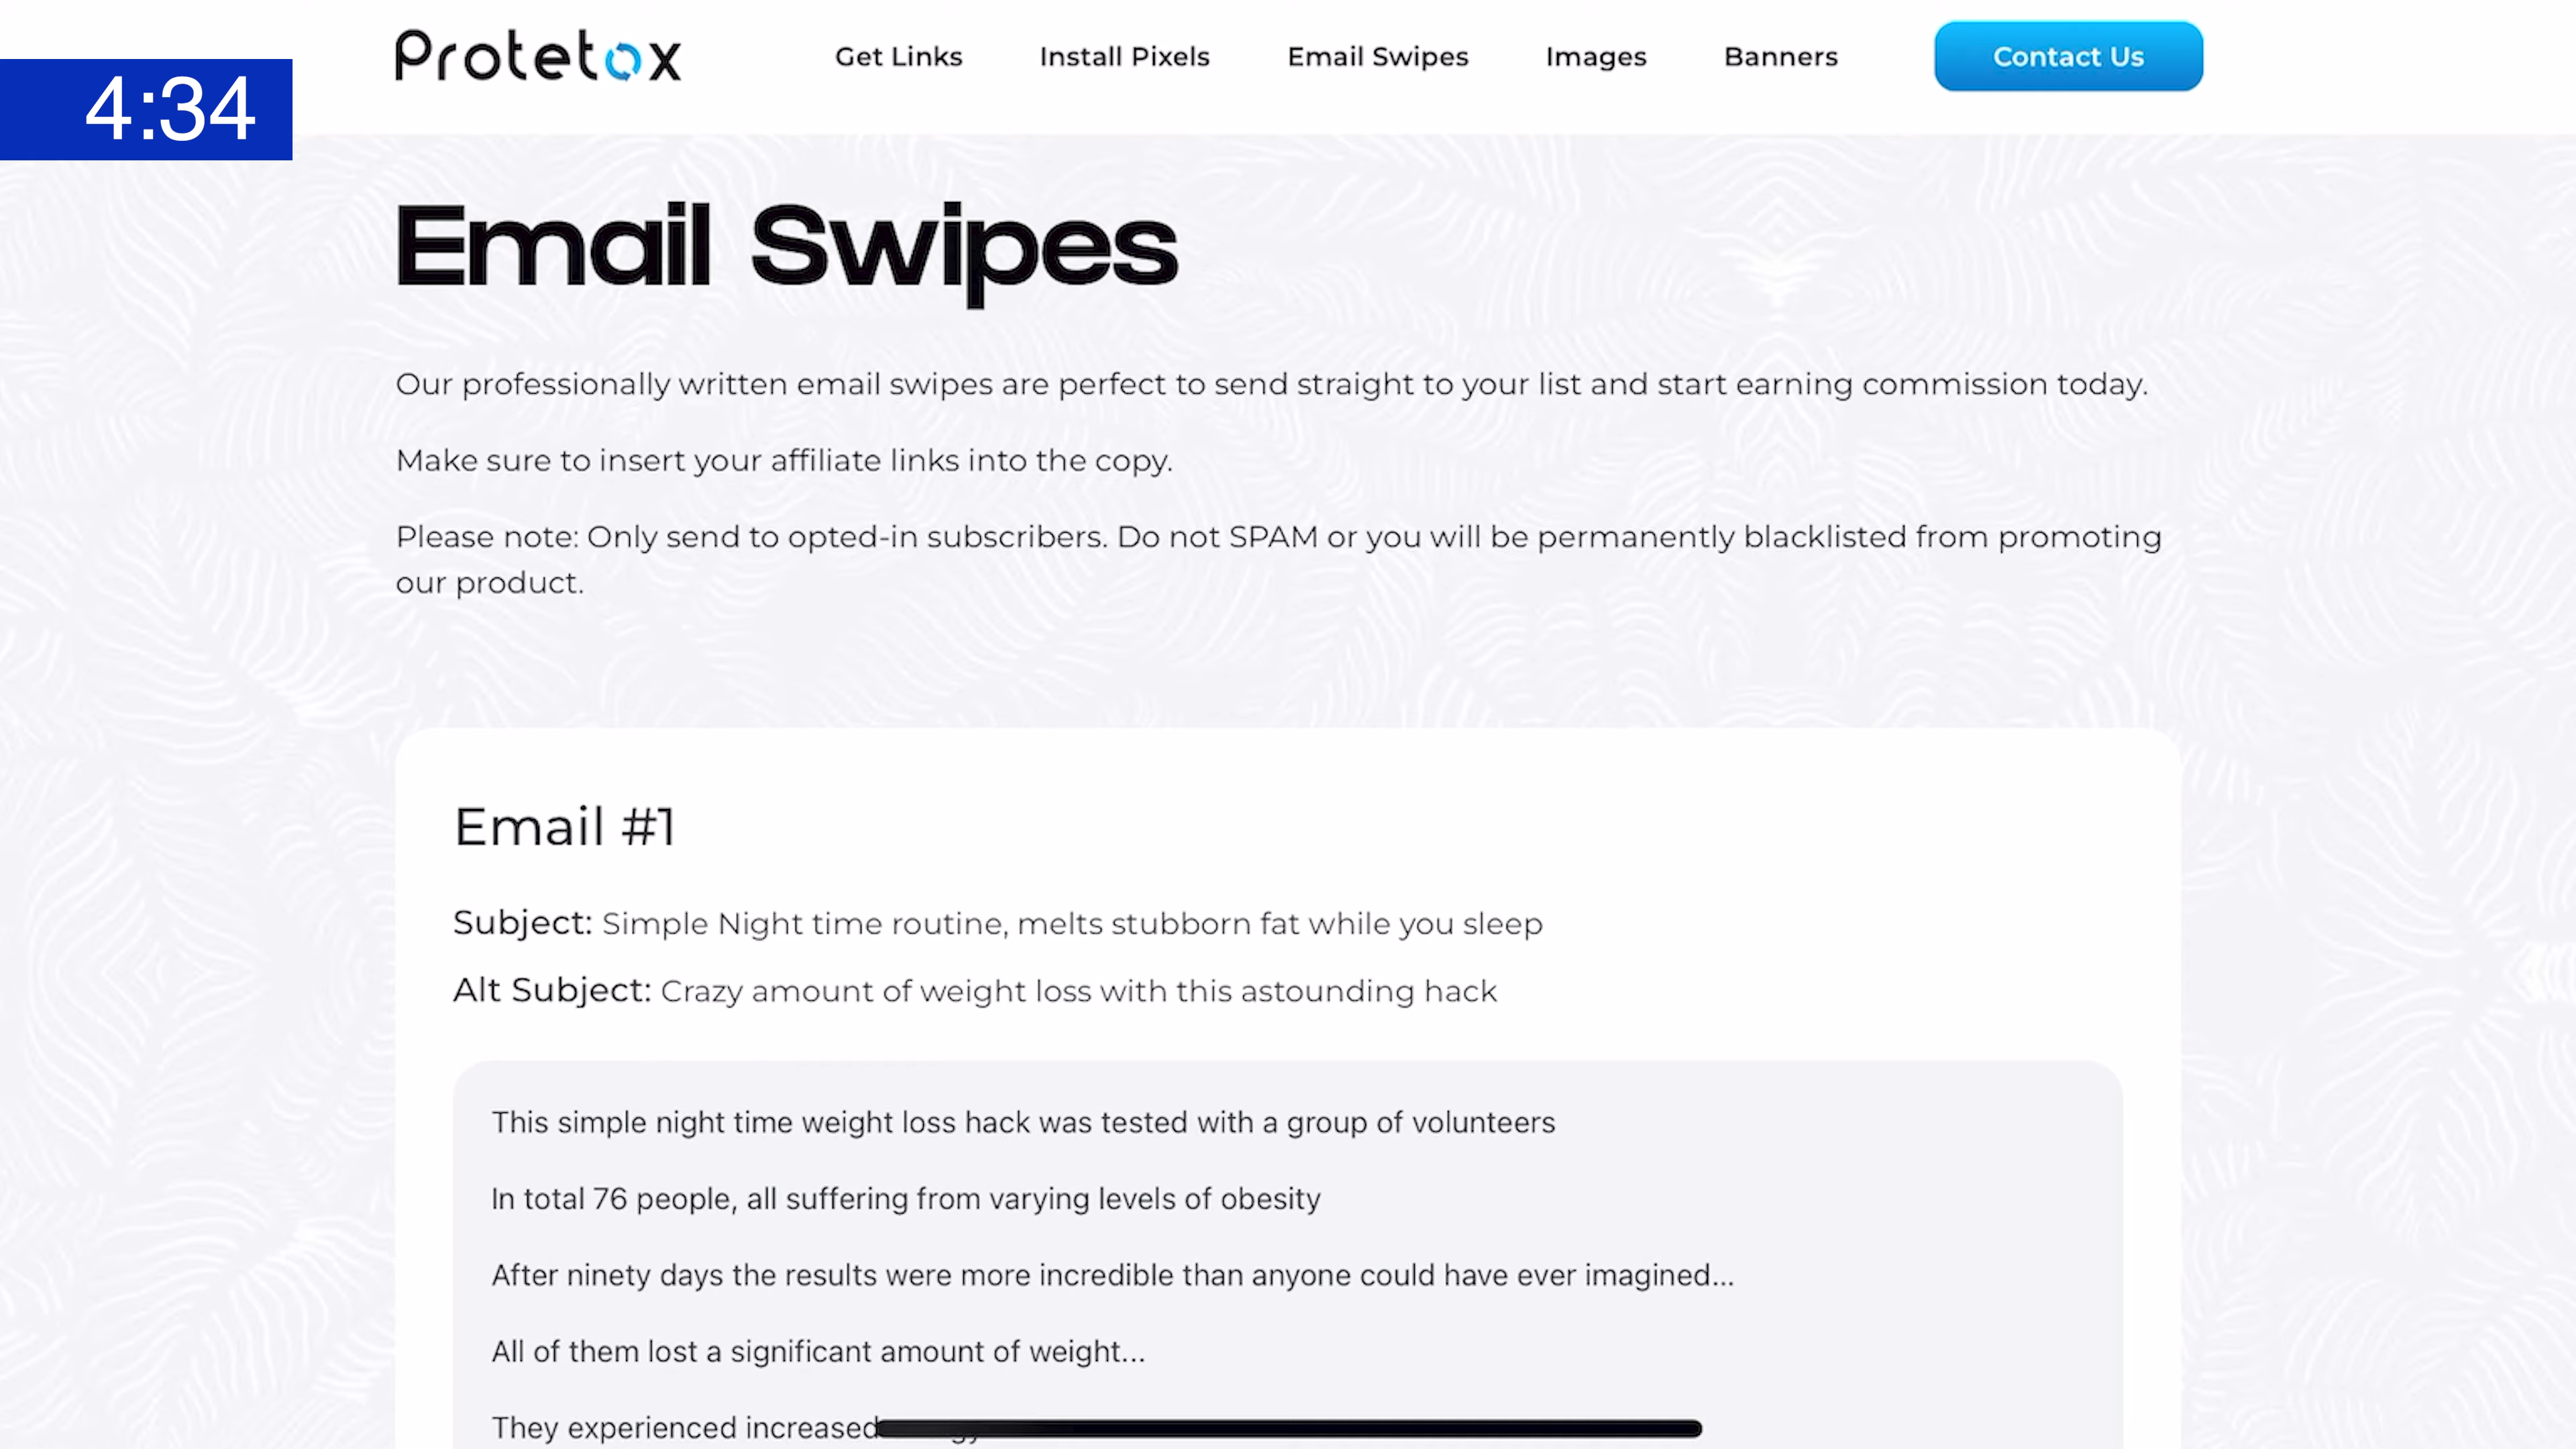 Protetox
Get Links
Install Pixels
Email Swipes
Images
Banners
Contact Us
4:34
Email Swipes
Our professionally written email swipes are perfect to send straight to your list and start earning commission today.
Make sure to insert your affiliate links into the copy.
Please note: Only send to opted-in subscribers. Do not SPAM or you will be permanently blacklisted from promoting
our product.
Email #1
Subject: Simple Night time routine, melts stubborn fat while you sleep
Alt Subject: Crazy amount of weight loss with this astounding hack
This simple night time weight loss hack was tested with a group of volunteers
In total 76 people, all suffering from varying levels of obesity
After ninety days the results were more incredible than anyone could have ever imagined...
All of them lost a significant amount of weight...
They experienced increased